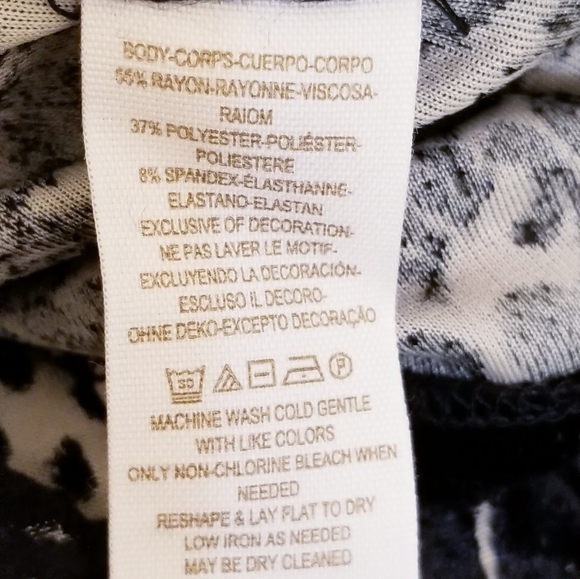 BODY-CORPS-CUERPO-CORPO
55% RAYON-RAYONNE-VISCOSA-
RAIOM
37% POLYESTER-POLIÉSTER-
POLIESTERE
8% SPANDEX-ÉLASTHANNE-
ELASTANO-ELASTAN
EXCLUSIVE OF DECORATION-
NE PAS LAVER LE MOTIF-
EXCLUYENDO LA DECORACIÓN-
ESCLUSO IL DECORO-
OHNE DEKO-EXCEPTO DECORAÇÃO
30 P
MACHINE WASH COLD GENTLE
WITH LIKE COLORS
ONLY NON-CHLORINE BLEACH WHEN
NEEDED
RESHAPE & LAY FLAT TO DRY
LOW IRON AS NEEDED
MAY BE DRY CLEANED